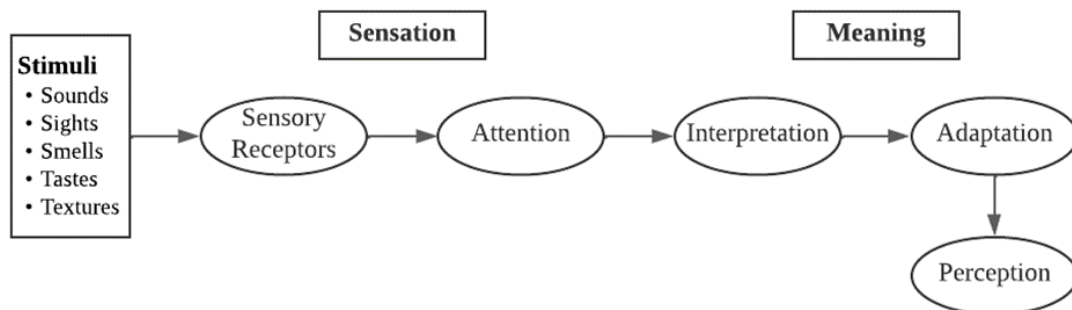 Sensation
Meaning
Stimuli
• Sounds
• Sights
• Smells
• Tastes
• Textures
Sensory
Receptors
Attention
Interpretation
Adaptation
Perception